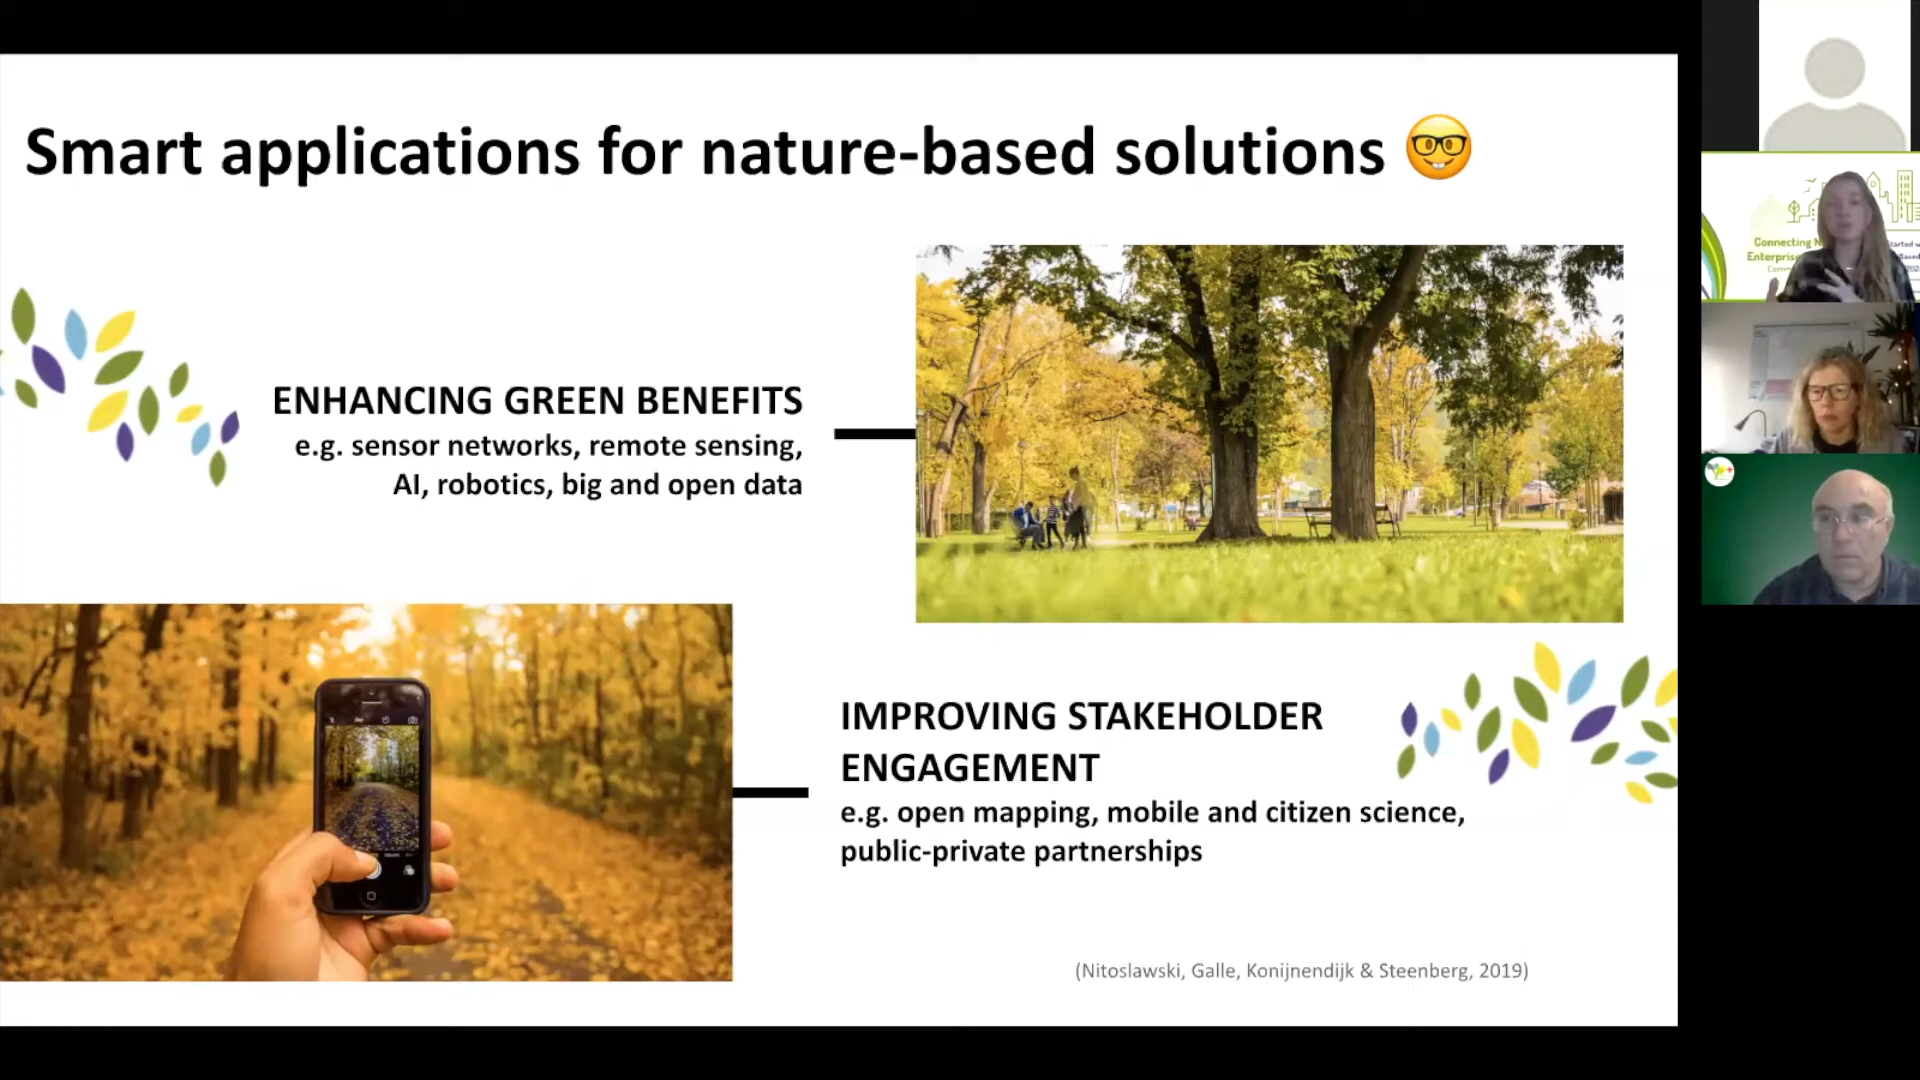 Smart applications for nature-based solutions 🤓
ENHANCING GREEN BENEFITS
e.g. sensor networks, remote sensing,
AI, robotics, big and open data
IMPROVING STAKEHOLDER
ENGAGEMENT
e.g. open mapping, mobile and citizen science,
public-private partnerships
(Nitoslawski, Galle, Konijnendijk & Steenberg, 2019)
Connecting
Enterpris